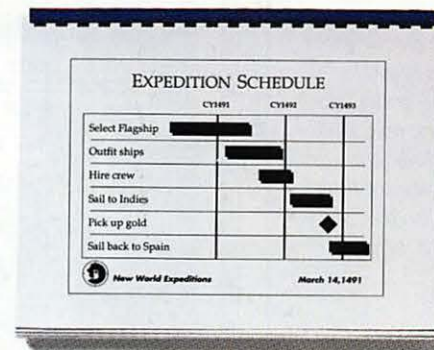 EXPEDITION SCHEDULE
CY1491 CY1492 CY1493
Select Flagship
Outfit ships
Hire crew
Sail to Indies
Pick up gold
Sail back to Spain
New World Expeditions March 14, 1491